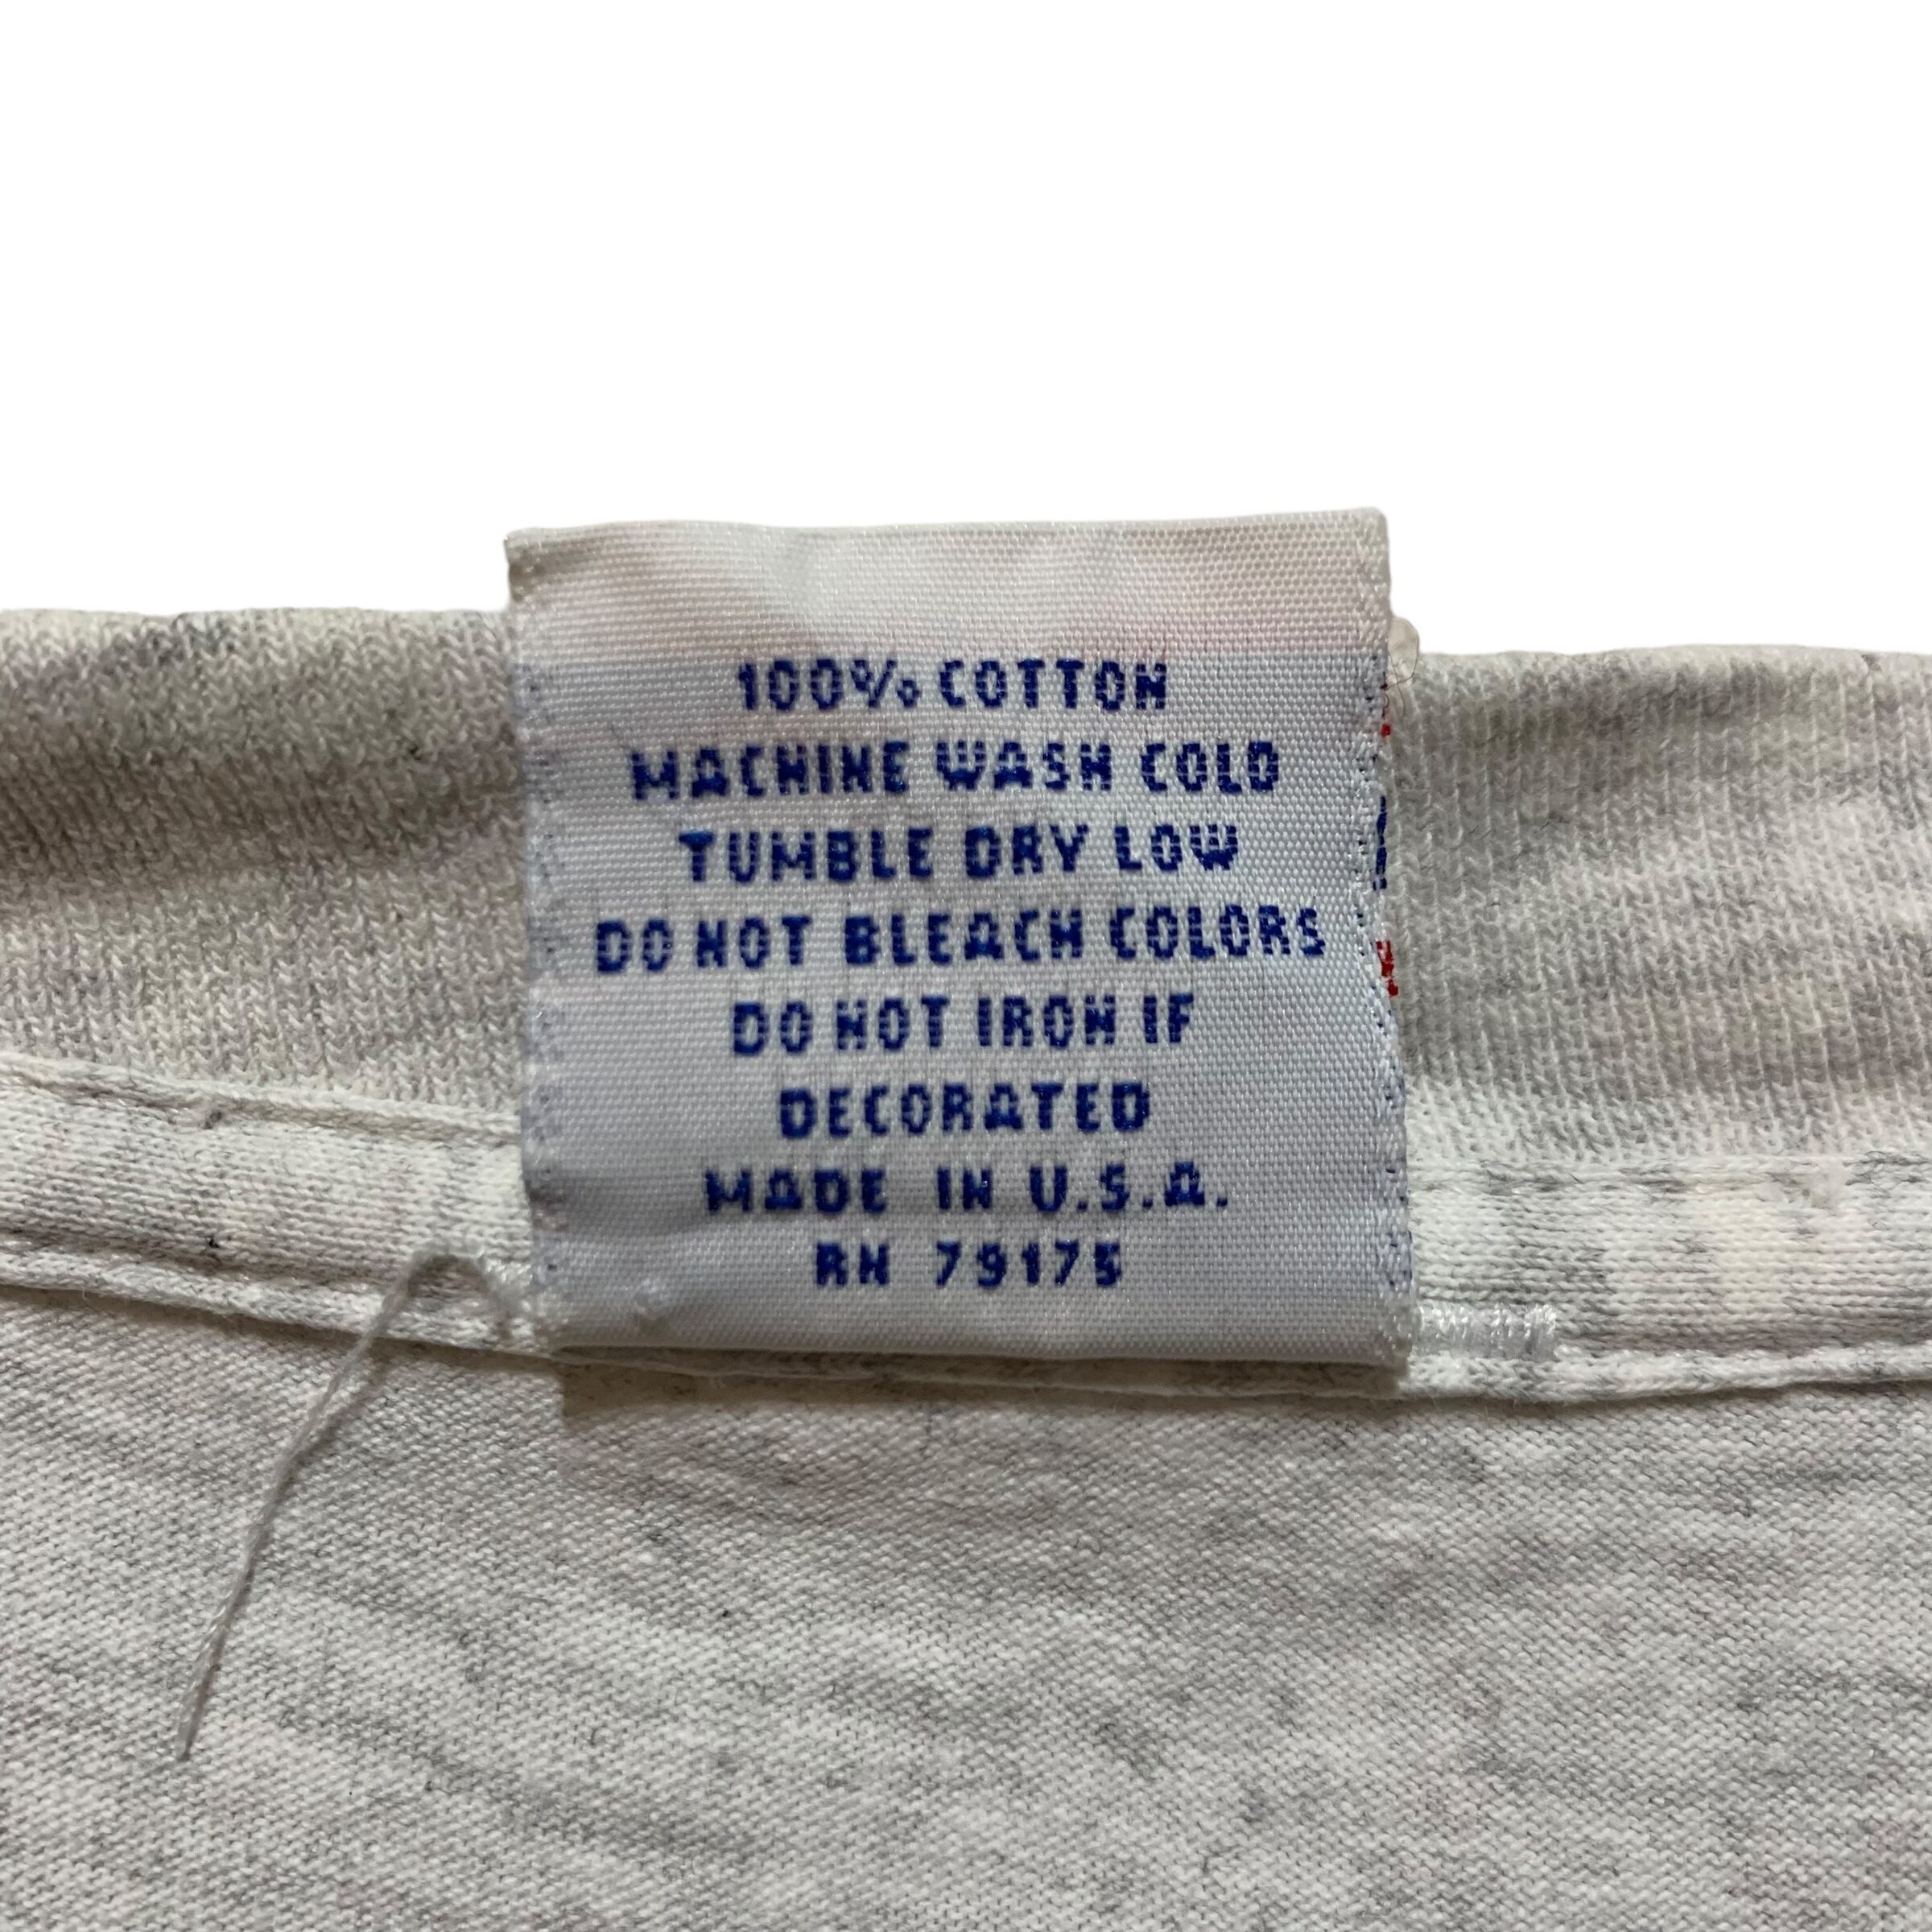 100% COTTON
MACHINE WASH COLD
TUMBLE DRY LOW
DO NOT BLEACH COLORS
DO NOT IRON IF
DECORATED
MADE IN U.S.A.
RN 79175